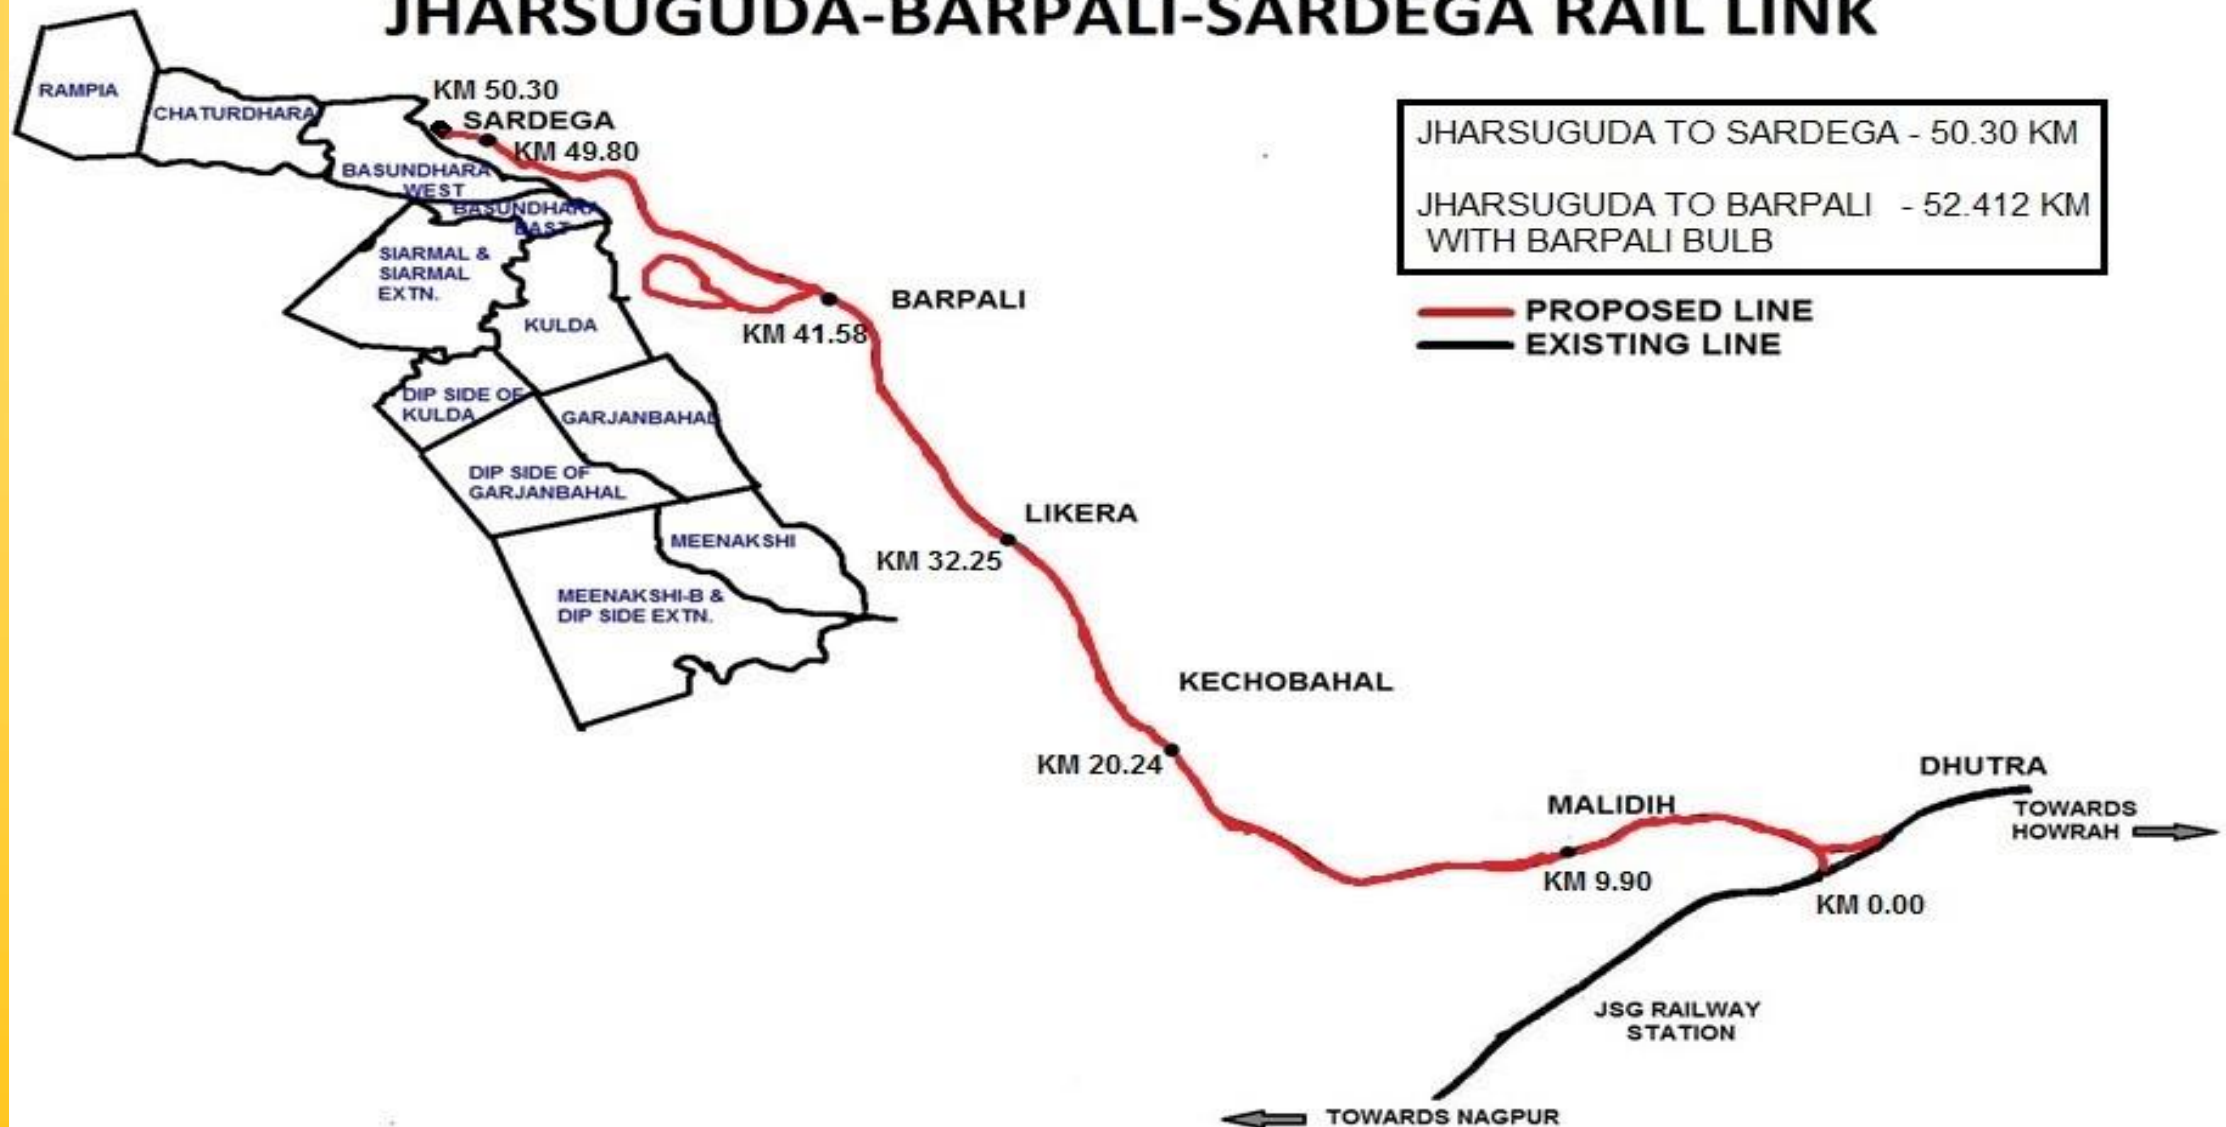 JHARSUGUDA-BARPALI-SARDEGA RAIL LINK
KM 50.30
SARDEGA
KM 49.80
RAMPIA
CHATURDHARA
BASUNDHARA
WEST
BASUNDHARA
EAST
SIARMAL &
SIARMAL
EXTN.
KULDA
DIP SIDE OF
KULDA
GARJANBAHAL
DIP SIDE OF
GARJANBAHAL
MEENAKSHI
MEENAKSHI-B &
DIP SIDE EXTN.
JHARSUGUDA TO SARDEGA - 50.30 KM
JHARSUGUDA TO BARPALI - 52.412 KM
WITH BARPALI BULB
PROPOSED LINE
EXISTING LINE
BARPALI
KM 41.58
LIKERA
KM 32.25
KECHOBAHAL
KM 20.24
MALIDIH
KM 9.90
DHUTRA
TOWARDS
HOWRAH
KM 0.00
JSG RAILWAY
STATION
TOWARDS NAGPUR